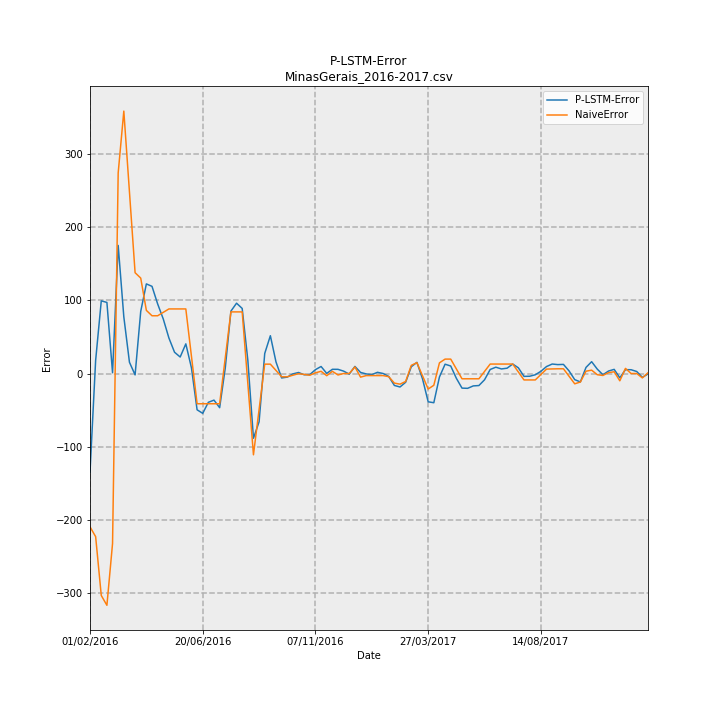 P-LSTM-Error
MinasGerais_2016-2017.csv
P-LSTM-Error
NaiveError
Error
300
200
100
0
−100
−200
−300
01/02/2016 20/06/2016 07/11/2016 27/03/2017 14/08/2017
Date